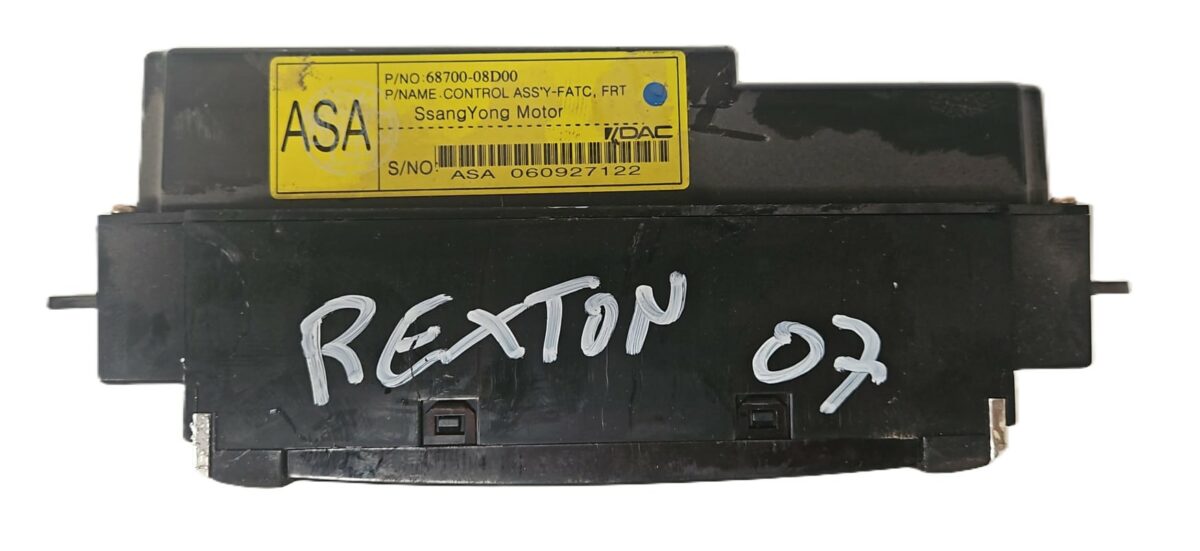 ASA
P/NO:68700-08D00
P/NAME.CONTROL ASS'Y-FATC, FRT
SsangYong Motor
DAC
S/NO:
ASA 060927122
REXTON 07